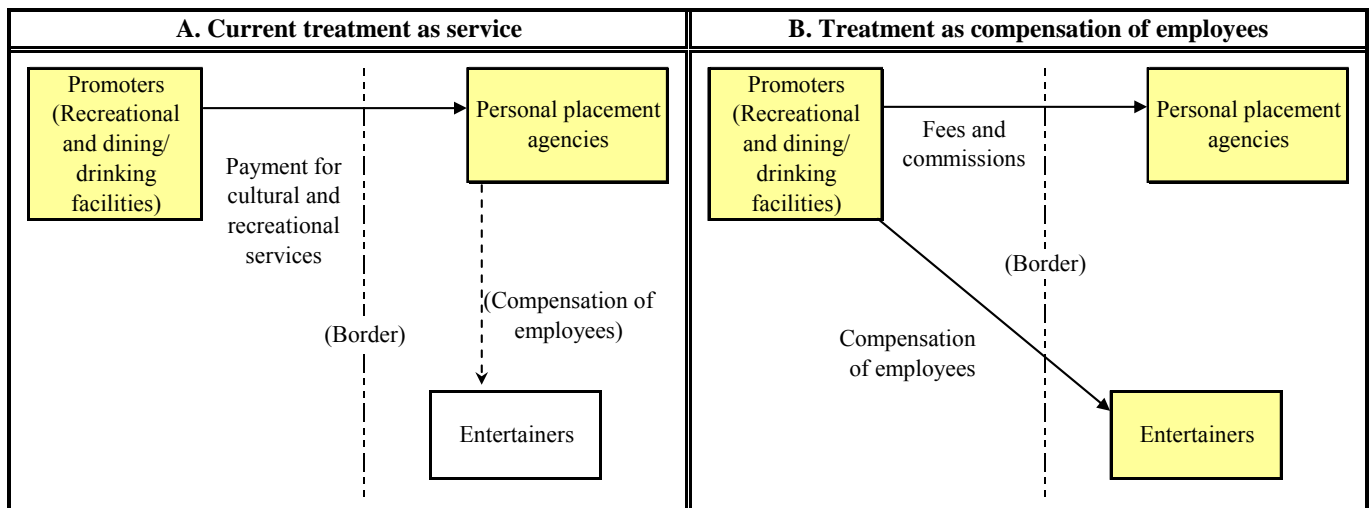 A. Current treatment as service
Promoters
(Recreational
and dining/
drinking
facilities)
Personal placement
agencies
Payment for
cultural and
recreational
services
(Border)
(Compensation of
employees)
Entertainers
B. Treatment as compensation of employees
Promoters
(Recreational
and dining/
drinking
facilities)
Personal placement
agencies
Fees and
commissions
(Border)
Compensation
of employees
Entertainers